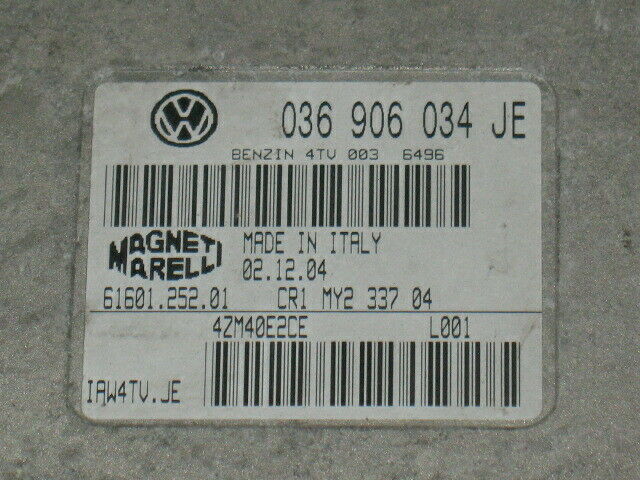 036 906 034 JE
BENZIN 4TV 003 6496
MAGNETI
MARELLI
MADE IN ITALY
02.12.04
61601.252.01 CR1 MY2 337 04
4ZM40E2CE L001
IAW4TV.JE